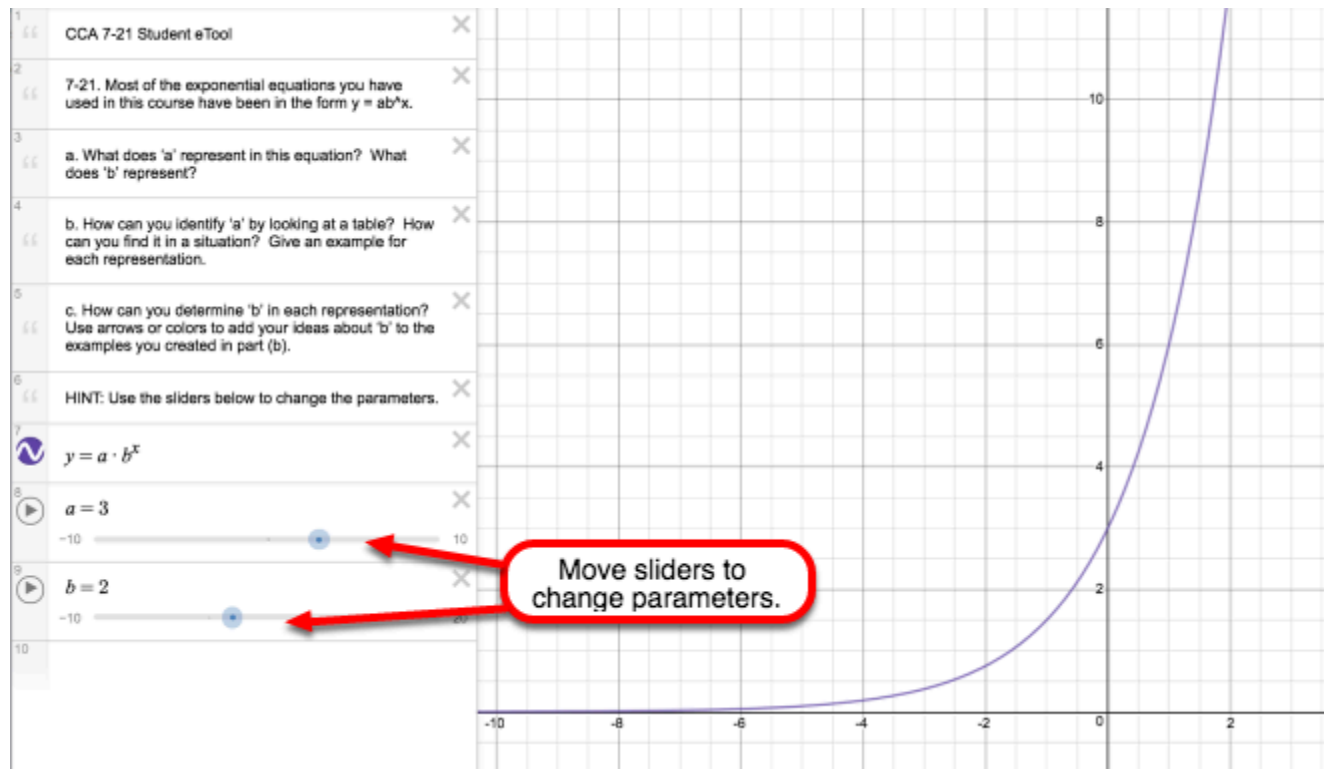 1
CCA 7-21 Student eTool
2
7-21. Most of the exponential equations you have
used in this course have been in the form y = ab^x.
3
a. What does 'a' represent in this equation? What
does 'b' represent?
4
b. How can you identify 'a' by looking at a table? How
can you find it in a situation? Give an example for
each representation.
5
c. How can you determine 'b' in each representation?
Use arrows or colors to add your ideas about 'b' to the
examples you created in part (b).
6
HINT: Use the sliders below to change the parameters.
7
y = a · b^x
8
a = 3
-10 10
9
b = 2
-10 20
10
Move sliders to
change parameters.
10
8
6
4
2
-10 -8 -6 -4 -2 0 2